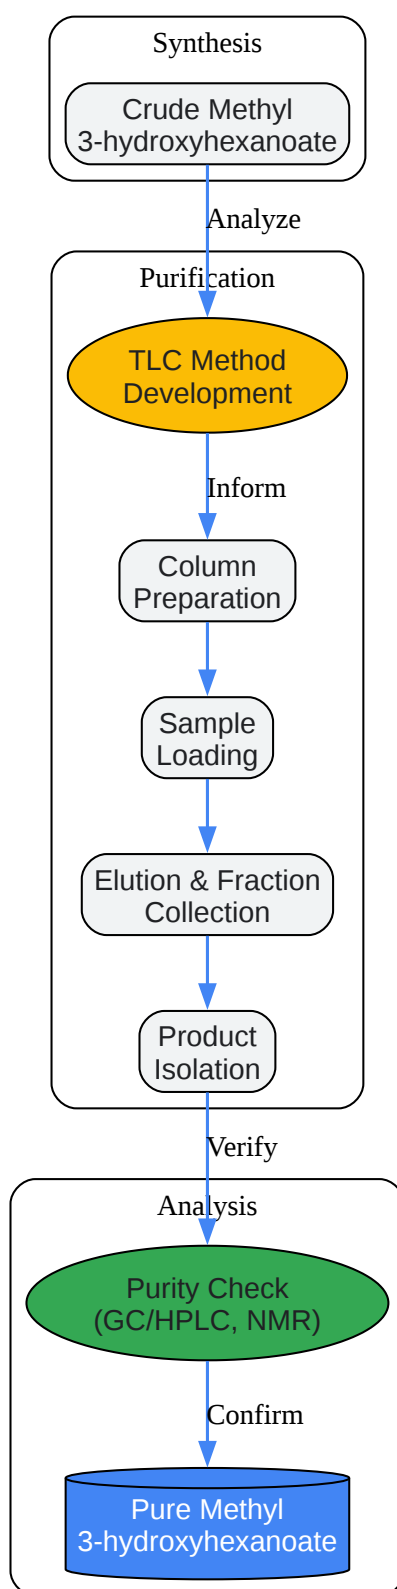 Synthesis
Crude Methyl
3-hydroxyhexanoate
Analyze
Purification
TLC Method
Development
Inform
Column
Preparation
Sample
Loading
Elution & Fraction
Collection
Product
Isolation
Verify
Analysis
Purity Check
(GC/HPLC, NMR)
Confirm
Pure Methyl
3-hydroxyhexanoate